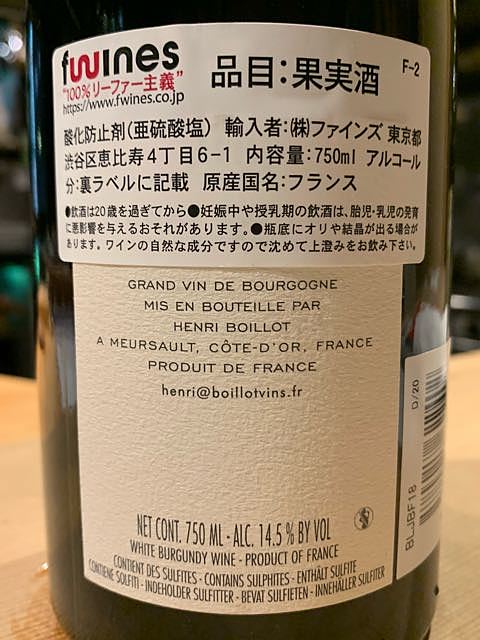 fwines
"100%リーファー主義"
https://www.fwines.co.jp
品目：果実酒
F-2
酸化防止剤（亜硫酸塩） 輸入者：㈱ファインズ 東京都
渋谷区恵比寿4丁目6-1 内容量：750ml アルコール
分：裏ラベルに記載 原産国名：フランス
●飲酒は20歳を過ぎてから●妊娠中や授乳期の飲酒は、胎児・乳児の発育
に悪影響を与えるおそれがあります。●瓶底にオリや結晶が出る場合が
あります。ワインの自然な成分ですので沈めて上澄みをお飲み下さい。
GRAND VIN DE BOURGOGNE
MIS EN BOUTEILLE PAR
HENRI BOILLOT
A MEURSAULT, CÔTE-D'OR, FRANCE
PRODUIT DE FRANCE
henri@boillotvins.fr
NET CONT. 750 ML - ALC. 14.5 % BY VOL
WHITE BURGUNDY WINE - PRODUCT OF FRANCE
CONTIENT DES SULFITES - CONTAINS SULPHITES - ENTHÄLT SULFITE
CONTIENE SOLFITI - INDEHOLDER SULFITTER - BEVAT SULFIETEN - INNEHÅLLER SULFITER
D/20
BLJBF18